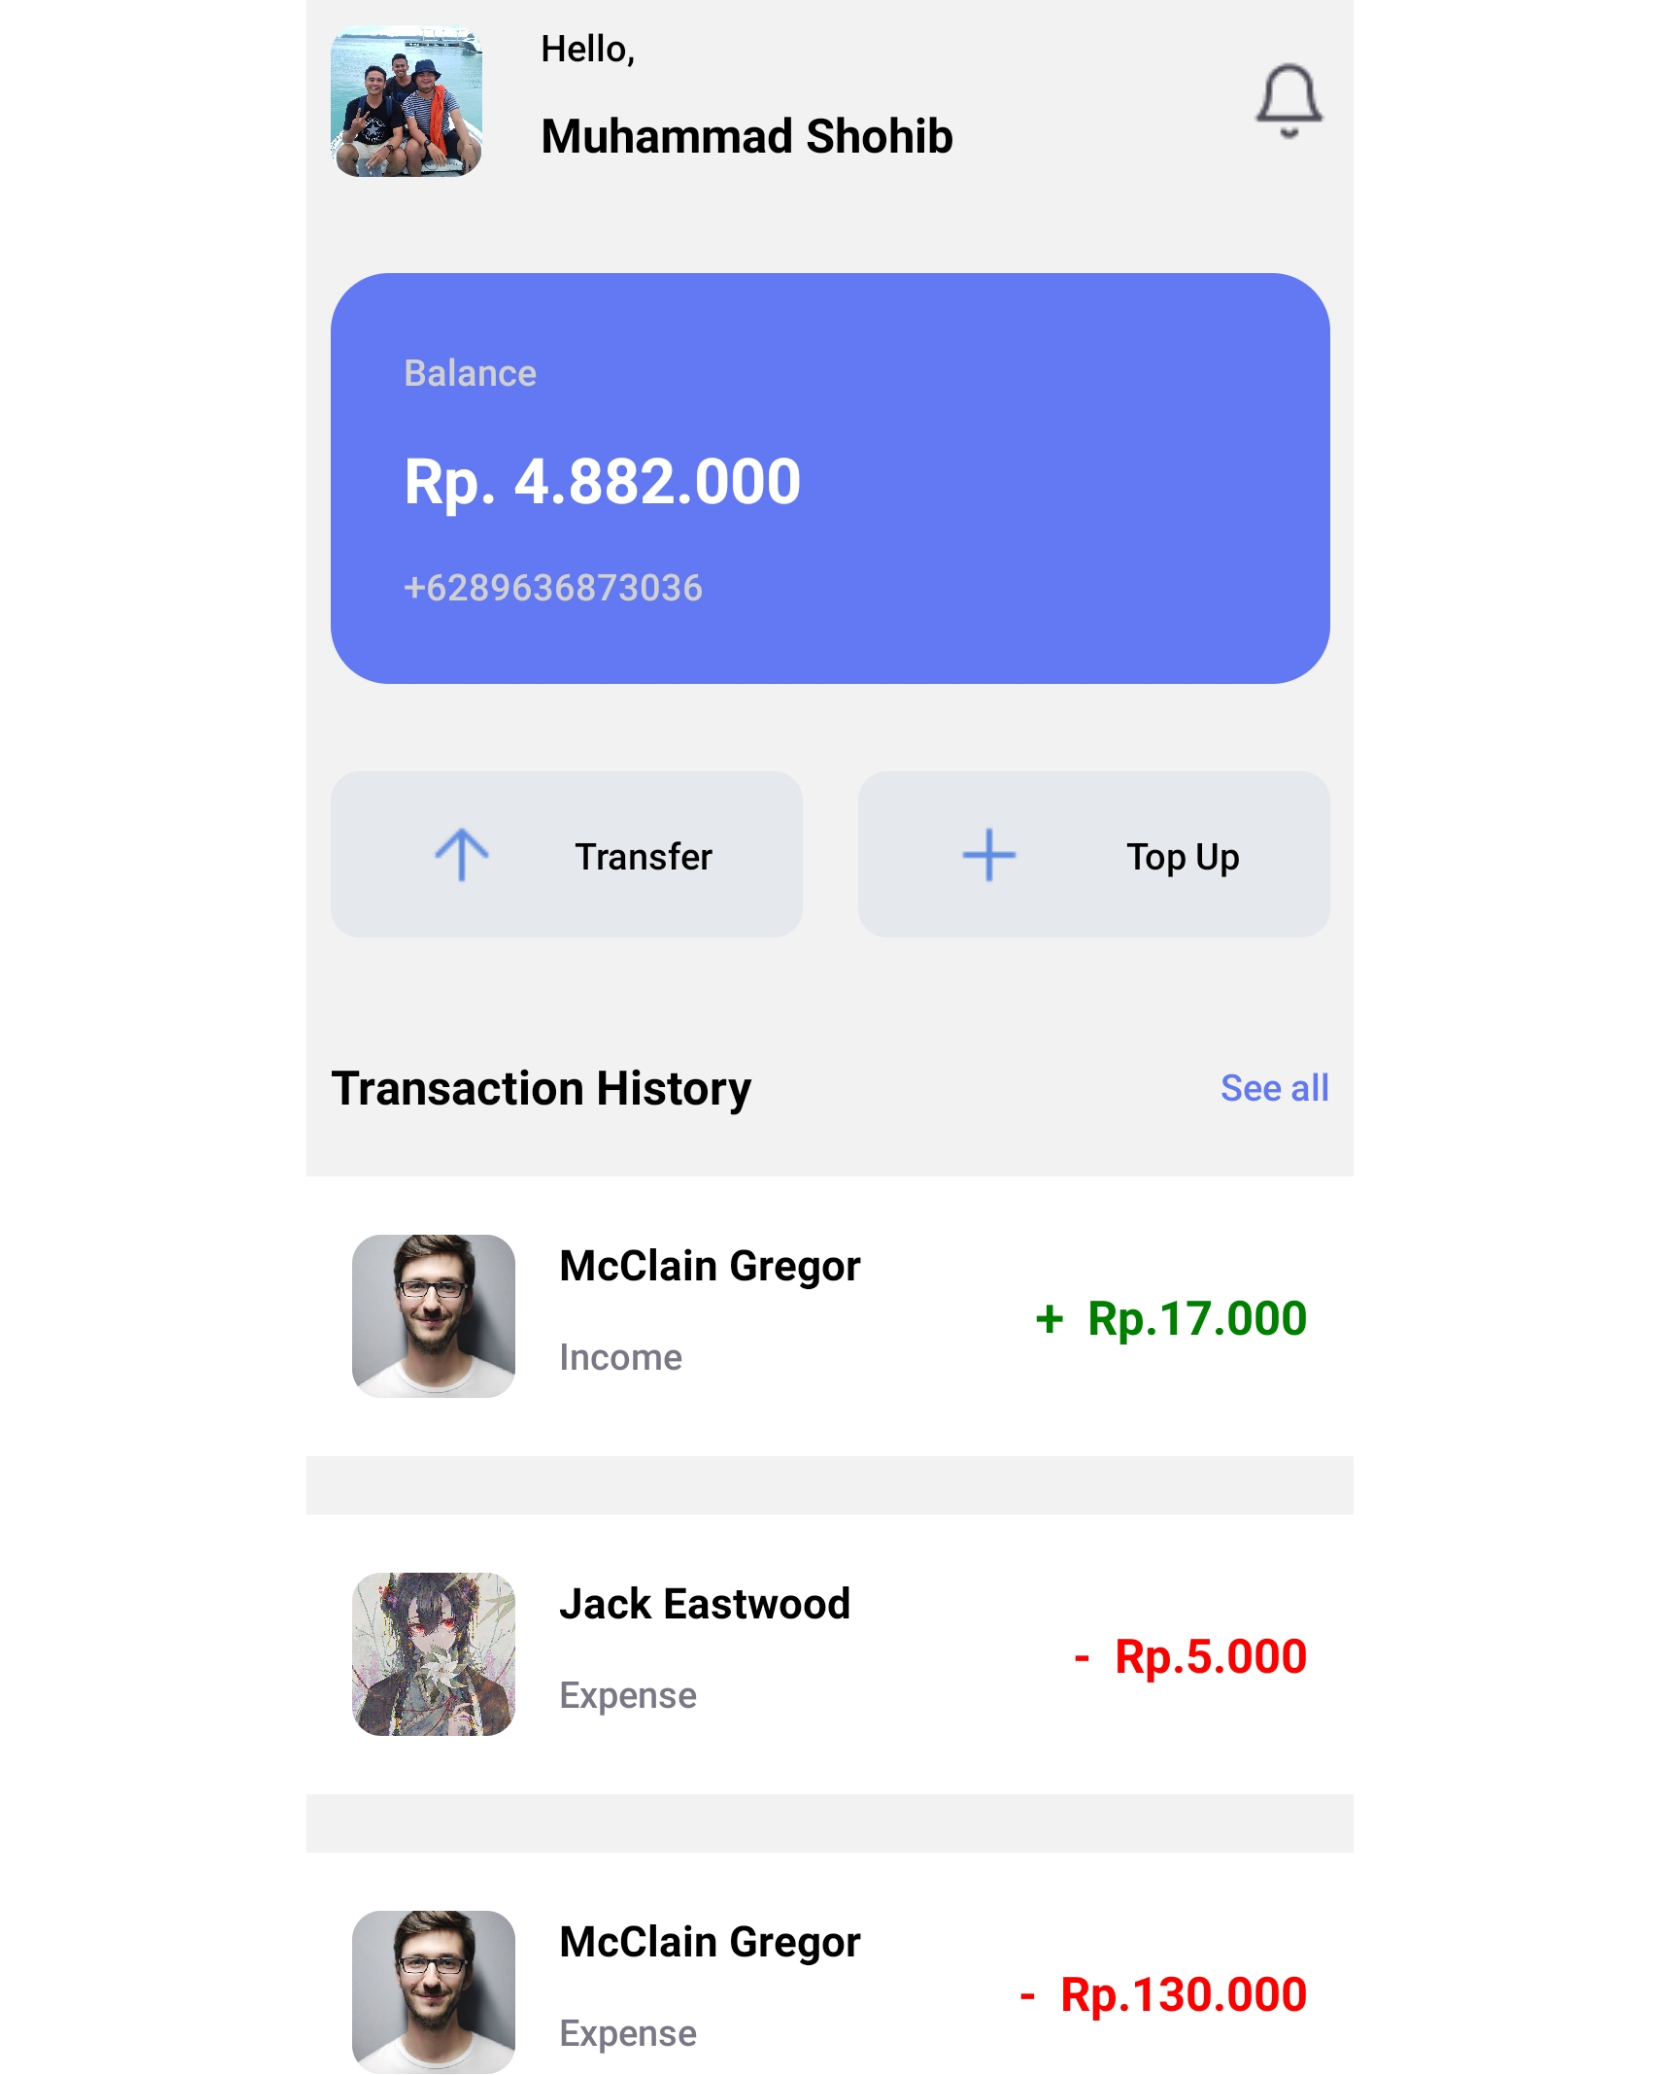 Hello,
Muhammad Shohib
Balance
Rp. 4.882.000
+6289636873036
Transfer
Top Up
Transaction History
See all
McClain Gregor
Income
+ Rp.17.000
Jack Eastwood
Expense
- Rp.5.000
McClain Gregor
Expense
- Rp.130.000